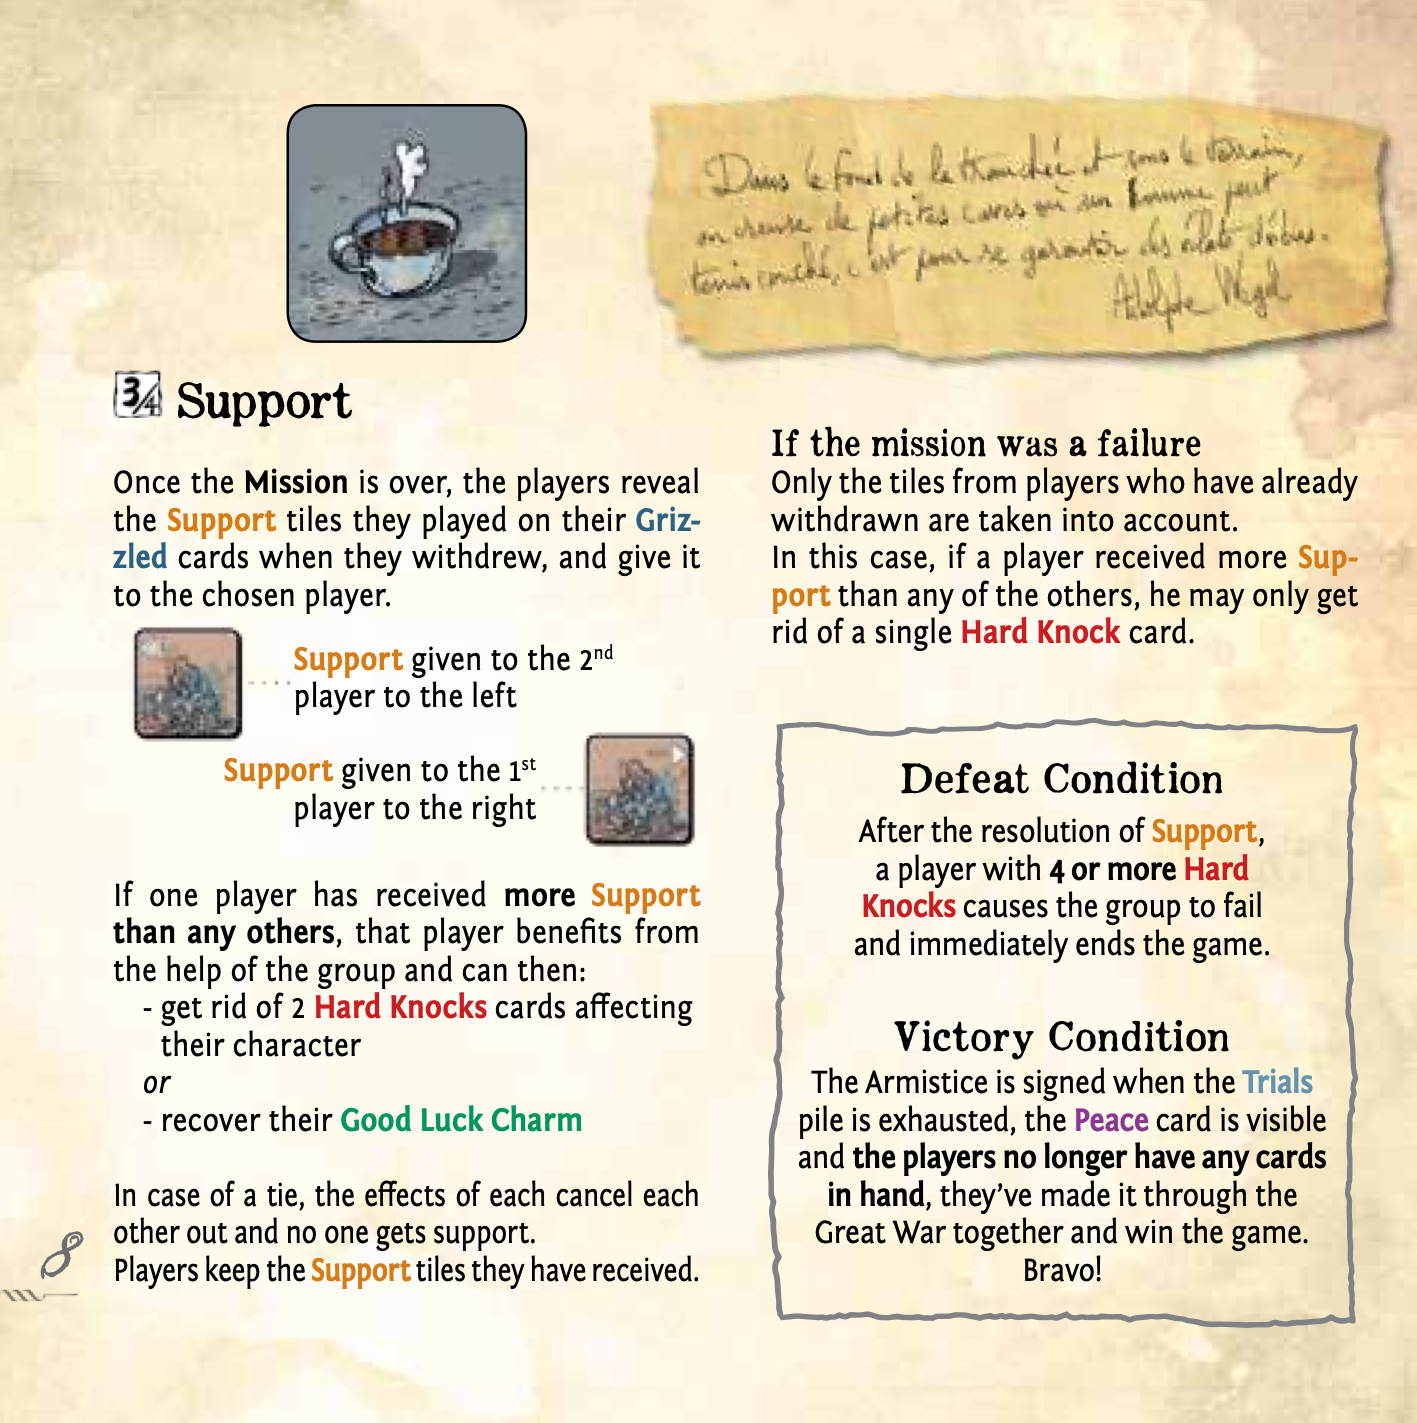 Dans le fond de la tranchée et sous le terrain,
on creuse de petites caves où un homme peut
tenir couché, c'est pour se garantir des éclats d'obus.
Adolphe Wegel
3/4 Support
Once the Mission is over, the players reveal
the Support tiles they played on their Griz-
zled cards when they withdrew, and give it
to the chosen player.
Support given to the 2nd
player to the left
Support given to the 1st
player to the right
If one player has received more Support
than any others, that player benefits from
the help of the group and can then:
- get rid of 2 Hard Knocks cards affecting
their character
or
- recover their Good Luck Charm
In case of a tie, the effects of each cancel each
other out and no one gets support.
Players keep the Support tiles they have received.
8
If the mission was a failure
Only the tiles from players who have already
withdrawn are taken into account.
In this case, if a player received more Sup-
port than any of the others, he may only get
rid of a single Hard Knock card.
Defeat Condition
After the resolution of Support,
a player with 4 or more Hard
Knocks causes the group to fail
and immediately ends the game.
Victory Condition
The Armistice is signed when the Trials
pile is exhausted, the Peace card is visible
and the players no longer have any cards
in hand, they've made it through the
Great War together and win the game.
Bravo!